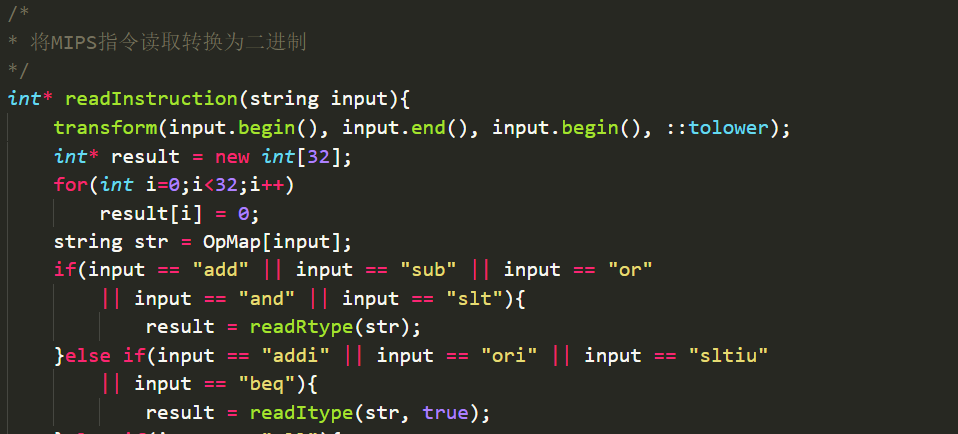 /*
* 将MIPS指令读取转换为二进制
*/
int* readInstruction(string input){
    transform(input.begin(), input.end(), input.begin(), ::tolower);
    int* result = new int[32];
    for(int i=0;i<32;i++)
        result[i] = 0;
    string str = OpMap[input];
    if(input == "add" || input == "sub" || input == "or"
        || input == "and" || input == "slt"){
            result = readRtype(str);
    }else if(input == "addi" || input == "ori" || input == "sltiu"
        || input == "beq"){
            result = readItype(str, true);